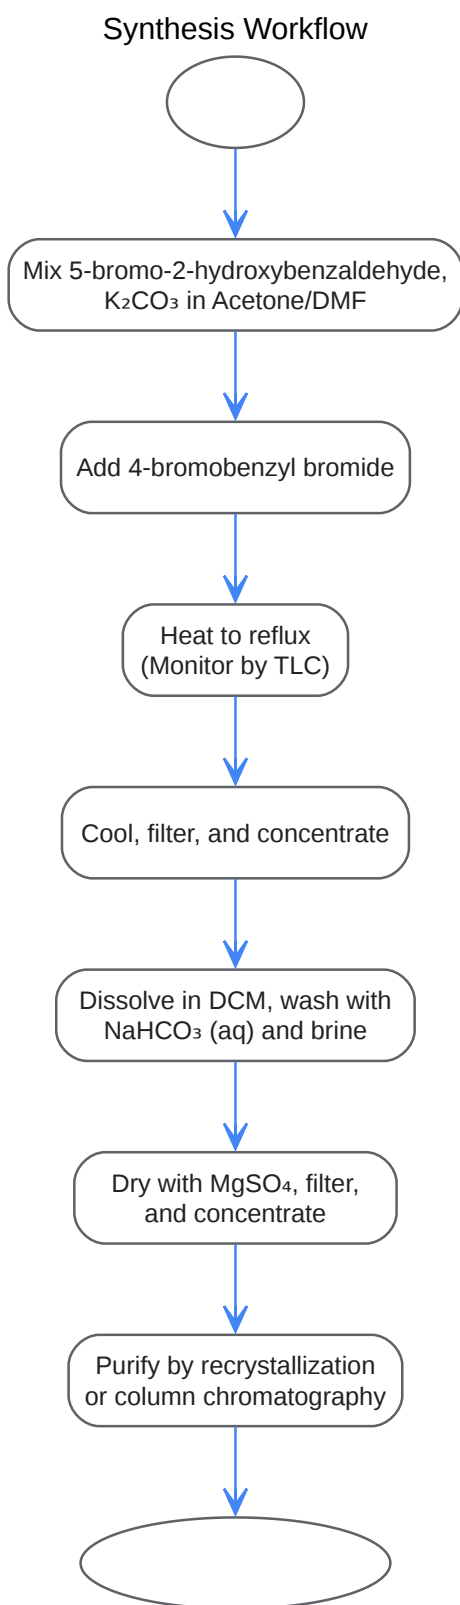 Synthesis Workflow
Mix 5-bromo-2-hydroxybenzaldehyde,
K₂CO₃ in Acetone/DMF
Add 4-bromobenzyl bromide
Heat to reflux
(Monitor by TLC)
Cool, filter, and concentrate
Dissolve in DCM, wash with
NaHCO₃ (aq) and brine
Dry with MgSO₄, filter,
and concentrate
Purify by recrystallization
or column chromatography